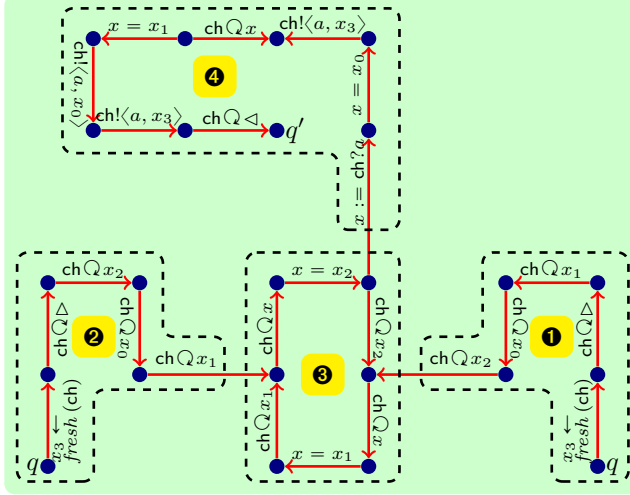 x = x₁
ch↻x
ch!⟨a, x₃⟩
ch!⟨a, x₀⟩
❹
x = x₀
ch!⟨a, x₃⟩
ch↻⊲
q′
x := ch?a
ch↻x₂
x = x₂
ch↻x₁
ch↻⊲
❷
ch↻x₀
ch↻x
ch↻x₂
ch↻x₀
❶
ch↻⊲
ch↻x₁
❸
ch↻x₂
x₃ ←
fresh (ch)
ch↻x₁
ch↻x
x₃ ←
fresh (ch)
q
x = x₁
q